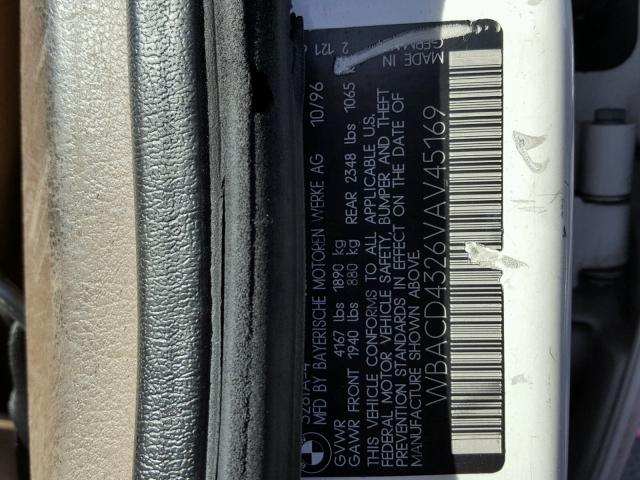 MFD BY BAYERISCHE MOTOREN WERKE AG 10/96
GVWR 4167 lbs 1890 kg
GAWR FRONT 1940 lbs 880 kg REAR 2348 lbs 1065
THIS VEHICLE CONFORMS TO ALL APPLICABLE U.S.
FEDERAL MOTOR VEHICLE SAFETY, BUMPER AND THEFT
PREVENTION STANDARDS IN EFFECT ON THE DATE OF
MANUFACTURE SHOWN ABOVE.
WBACD4326VAV45169
2 121
MADE IN
GERMANY